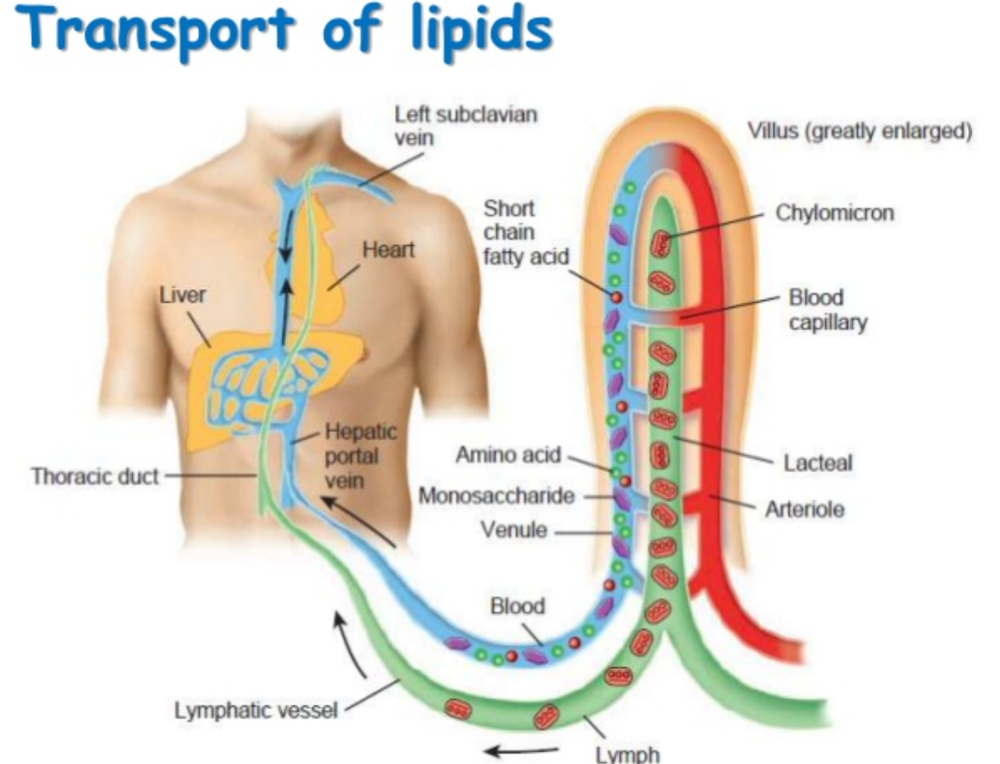 Transport of lipids
Left subclavian
vein
Villus (greatly enlarged)
Short
chain
fatty acid
Chylomicron
Heart
Liver
Blood
capillary
Hepatic
portal
vein
Amino acid
Lacteal
Thoracic duct
Monosaccharide
Arteriole
Venule
Blood
Lymphatic vessel
Lymph